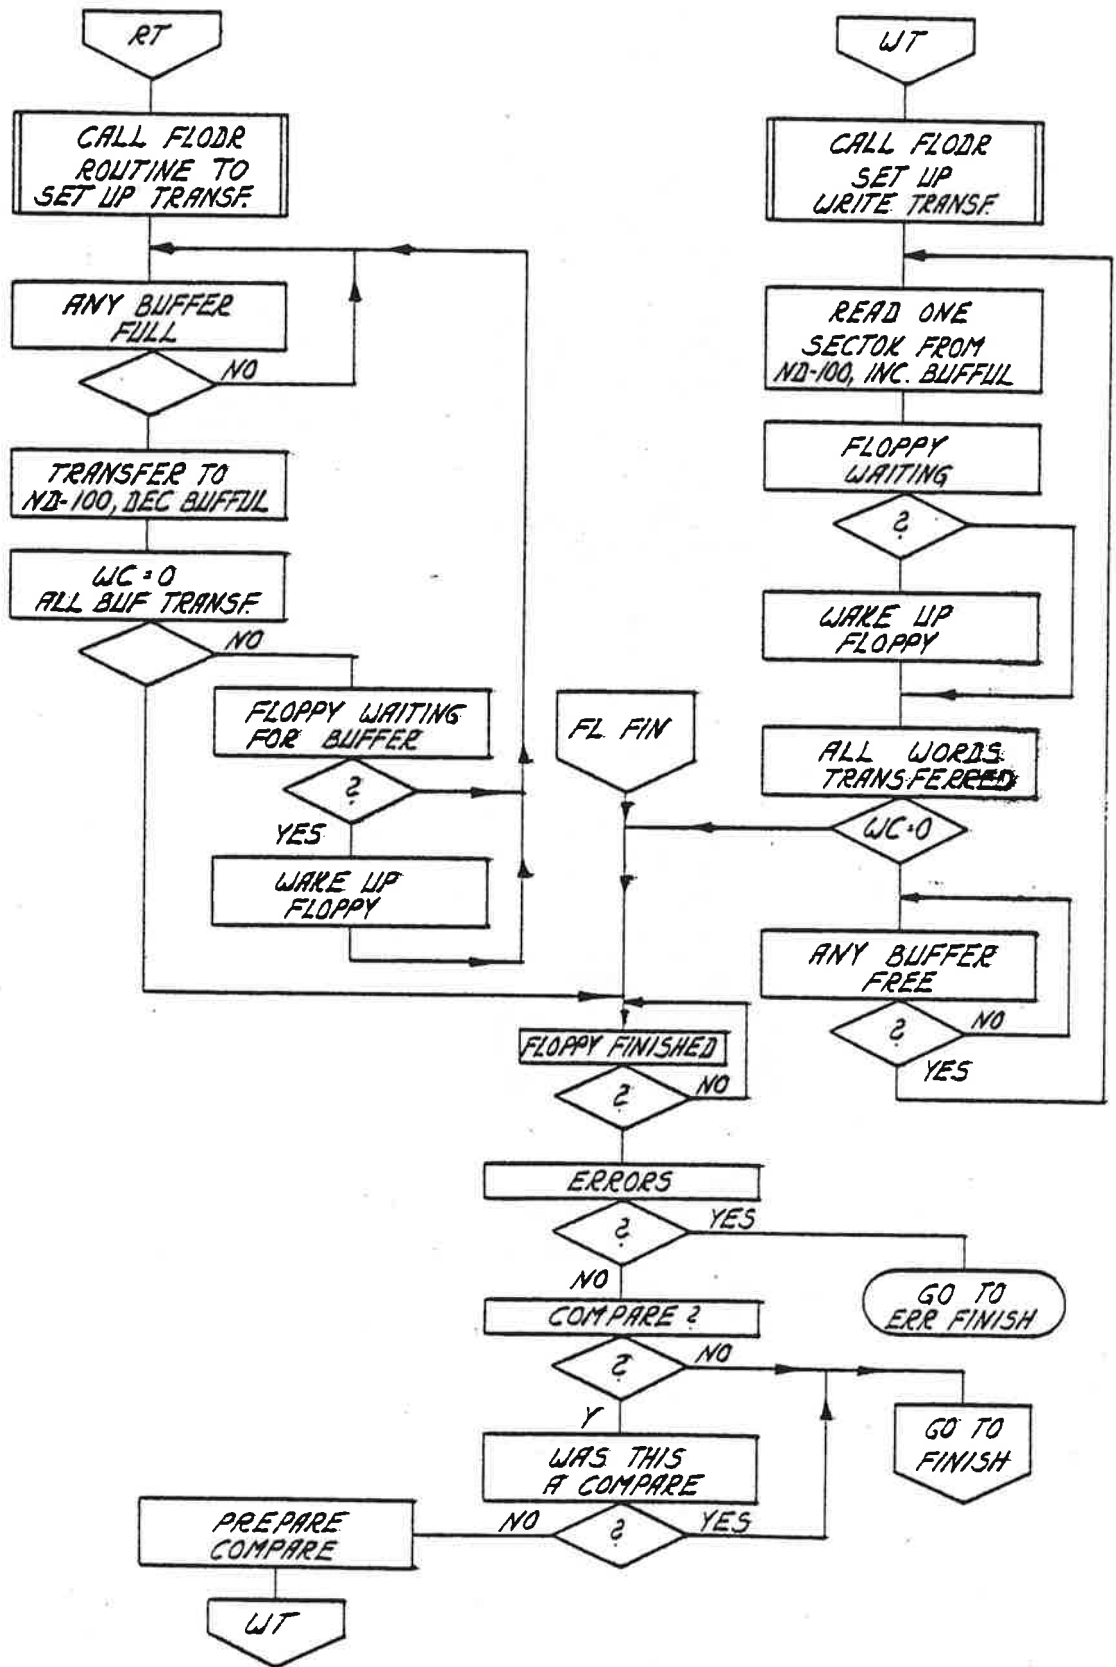 RT
CALL FLODR
ROUTINE TO
SET UP TRANSF.
ANY BUFFER
FULL
NO
TRANSFER TO
ND-100, DEC BUFFUL
WC=0
ALL BUF TRANSF.
NO
FLOPPY WAITING
FOR BUFFER
?
YES
WAKE UP
FLOPPY
WT
CALL FLODR
SET UP
WRITE TRANSF.
READ ONE
SECTOR FROM
ND-100, INC. BUFFUL
FLOPPY
WAITING
?
WAKE UP
FLOPPY
ALL WORDS
TRANSFERRED
WC=0
ANY BUFFER
FREE
?
NO
YES
FL. FIN
FLOPPY FINISHED
?
NO
ERRORS
?
YES
NO
GO TO
ERR FINISH
COMPARE ?
?
NO
Y
GO TO
FINISH
WAS THIS
A COMPARE
?
NO
YES
PREPARE
COMPARE
WT